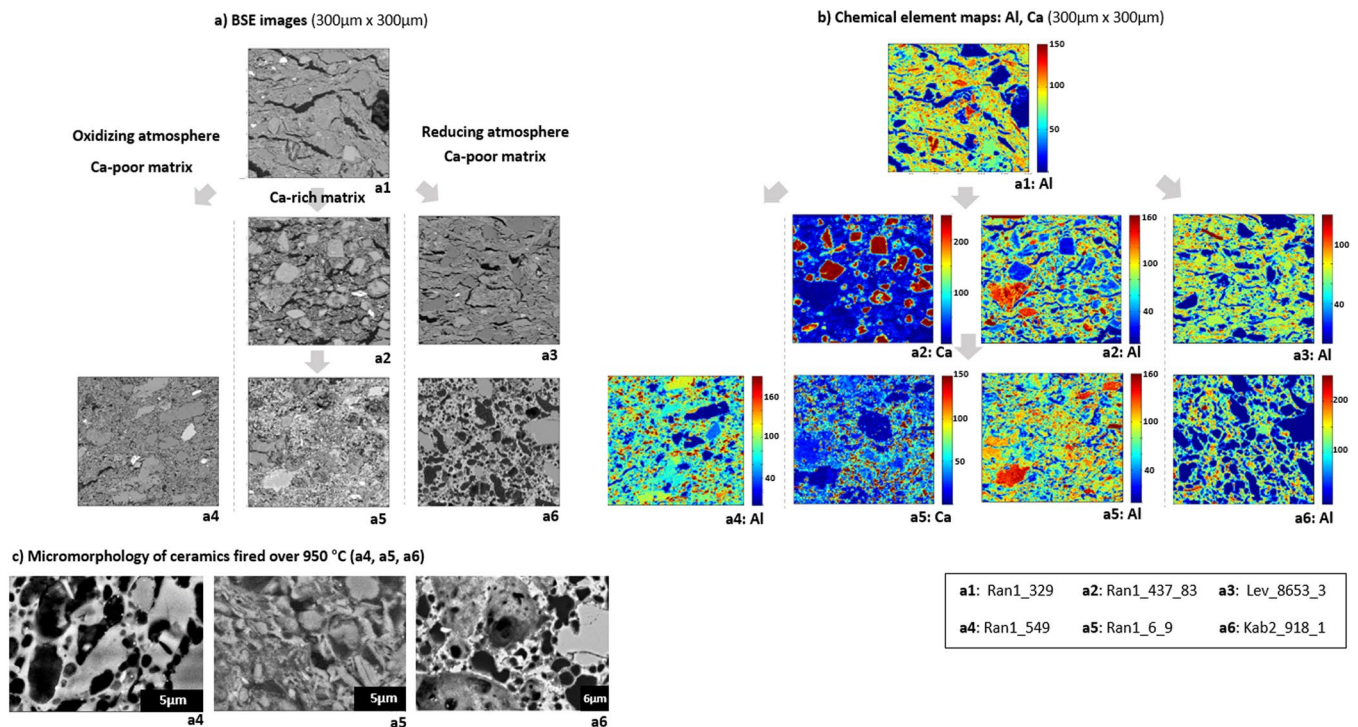 a) BSE images (300µm x 300µm)
b) Chemical element maps: Al, Ca (300µm x 300µm)
150
100
50
Oxidizing atmosphere
Ca-poor matrix
Reducing atmosphere
Ca-poor matrix
a1
a1: Al
Ca-rich matrix
200
100
160
100
40
100
40
a2
a3
a2: Ca
a2: Al
a3: Al
160
100
40
150
100
50
160
100
40
200
100
a4
a5
a6
a4: Al
a5: Ca
a5: Al
a6: Al
c) Micromorphology of ceramics fired over 950 °C (a4, a5, a6)
5µm
5µm
6µm
a4
a5
a6
a1: Ran1_329 a2: Ran1_437_83 a3: Lev_8653_3
a4: Ran1_549 a5: Ran1_6_9 a6: Kab2_918_1